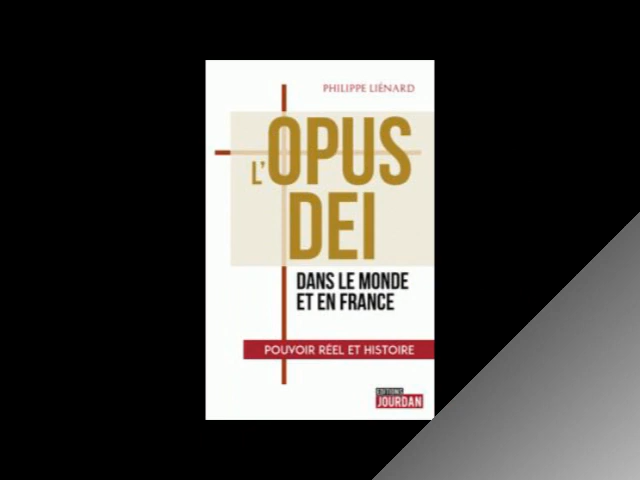 PHILIPPE LIÉNARD
L'OPUS
DEI
DANS LE MONDE
ET EN FRANCE
POUVOIR RÉEL ET HISTOIRE
EDITIONS
JOURDAN